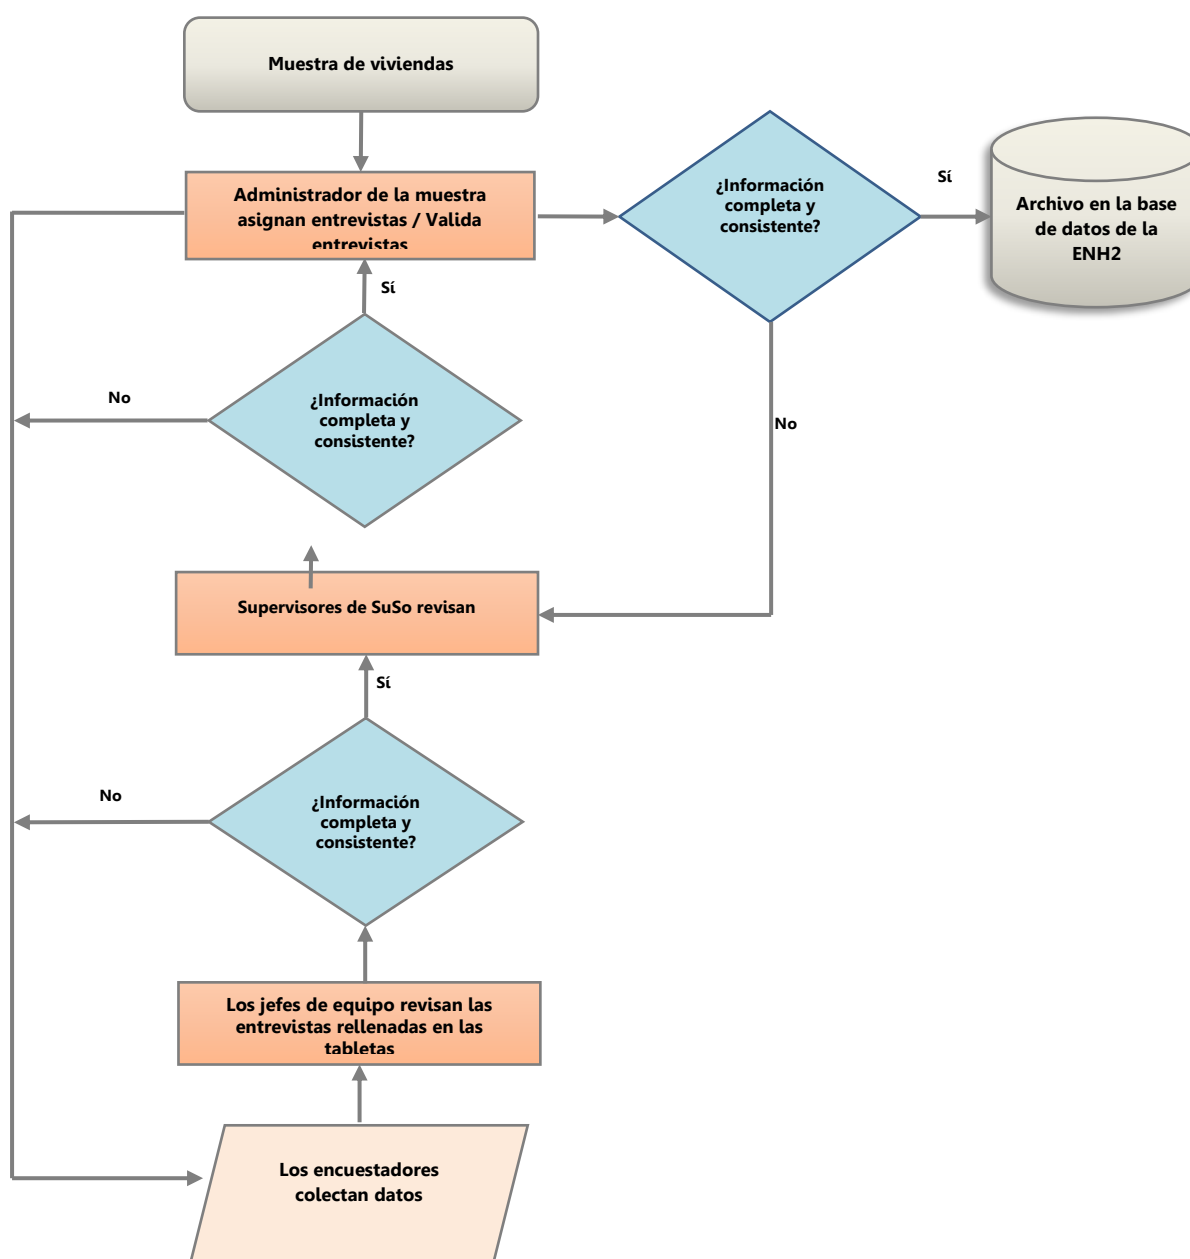 Muestra de viviendas
Administrador de la muestra
asignan entrevistas / Valida
entrevistas
¿Información
completa y
consistente?
Sí
Archivo en la base
de datos de la
ENH2
Sí
No
¿Información
completa y
consistente?
No
Supervisores de SuSo revisan
Sí
No
¿Información
completa y
consistente?
Los jefes de equipo revisan las
entrevistas rellenadas en las
tabletas
Los encuestadores
colectan datos